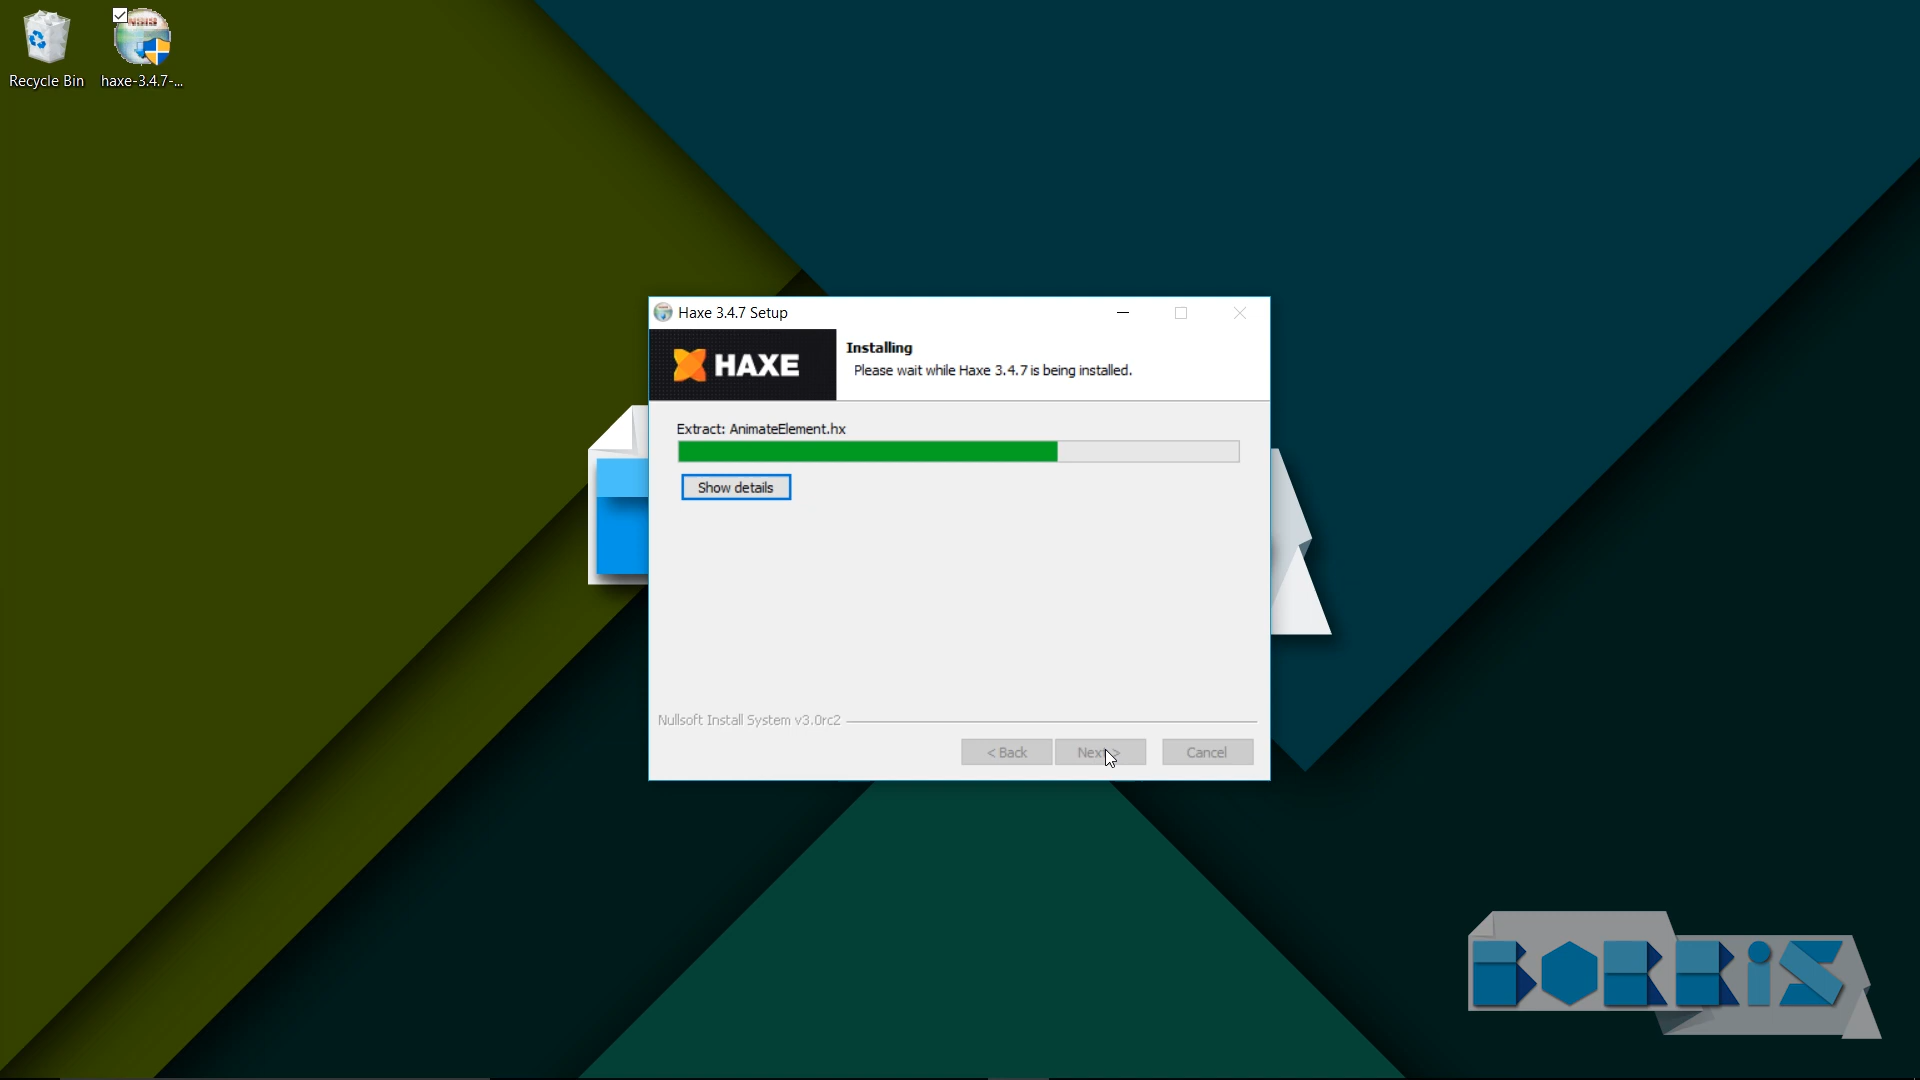 Recycle Bin
haxe-3.4.7-...
Haxe 3.4.7 Setup
HAXE
Installing
Please wait while Haxe 3.4.7 is being installed.
Extract: AnimateElement.hx
Show details
Nullsoft Install System v3.0rc2
< Back
Next >
Cancel
BORRiS